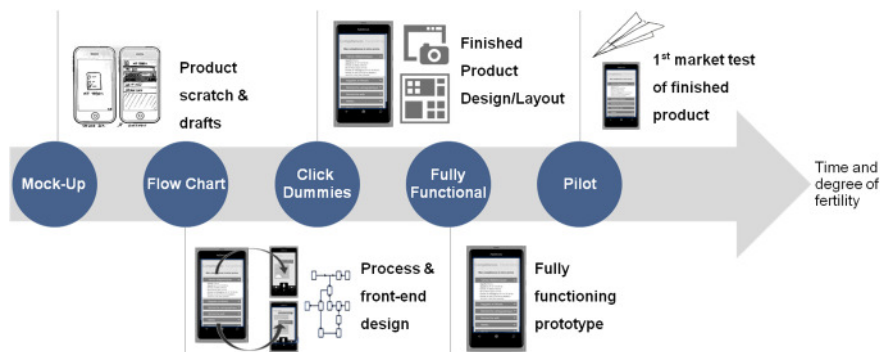 Product
scratch &
drafts
Finished
Product
Design/Layout
1st market test
of finished
product
Mock-Up
Flow Chart
Click
Dummies
Fully
Functional
Pilot
Time and
degree of
fertility
Process &
front-end
design
Fully
functioning
prototype